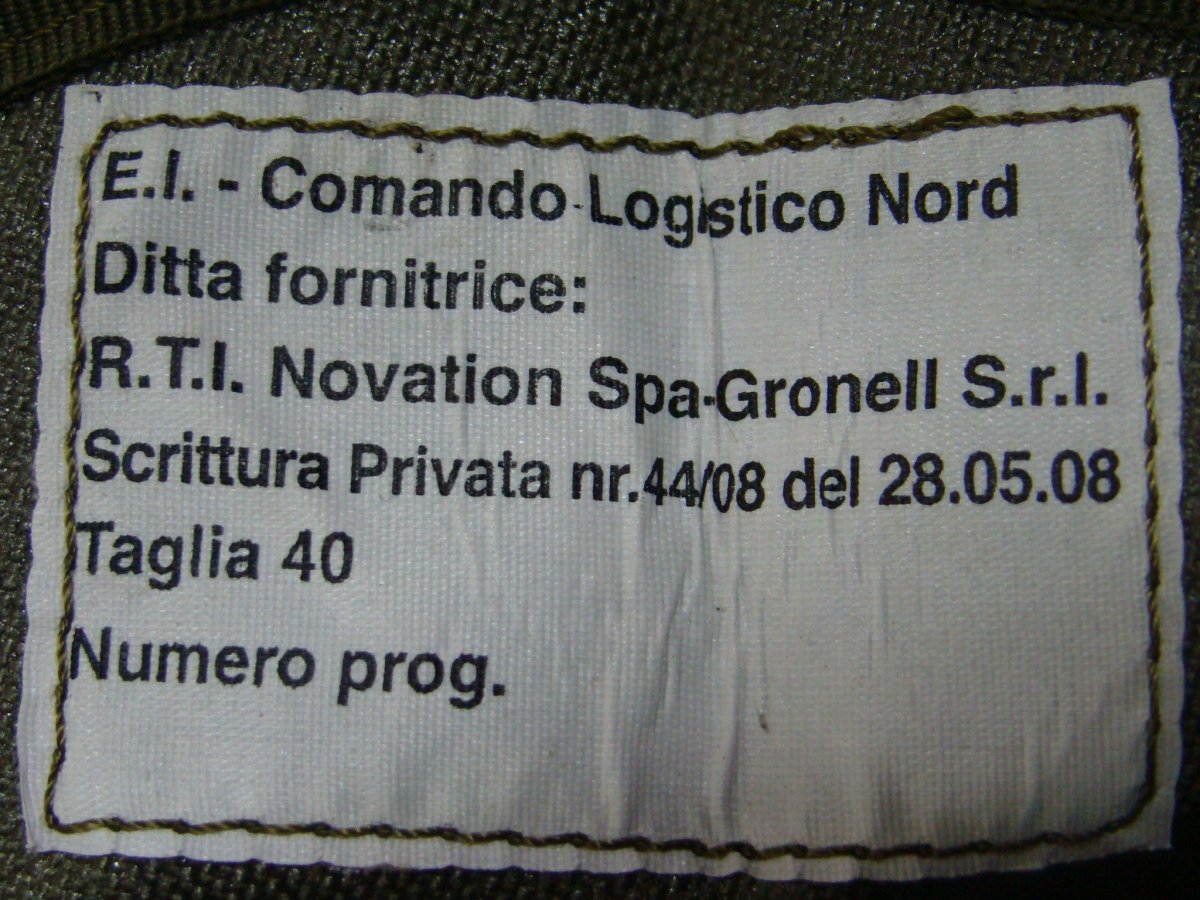 E.I. - Comando Logistico Nord
Ditta fornitrice:
R.T.I. Novation Spa-Gronell S.r.l.
Scrittura Privata nr.44/08 del 28.05.08
Taglia 40
Numero prog.